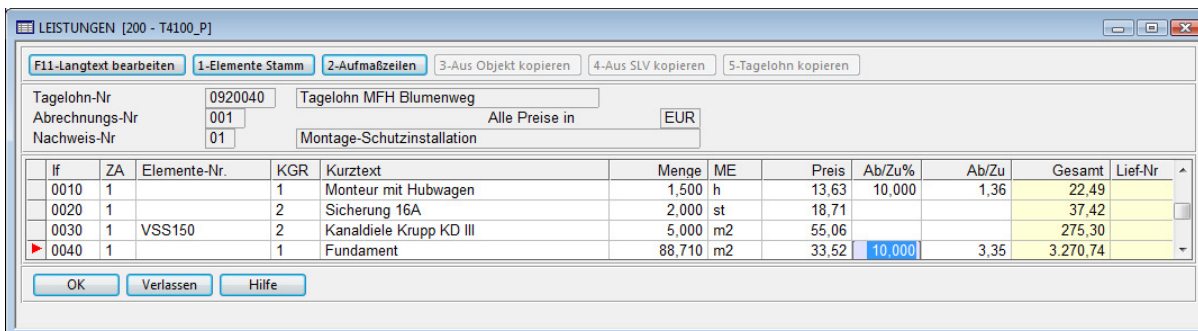 LEISTUNGEN [200 - T4100_P]
F11-Langtext bearbeiten 1-Elemente Stamm 2-Aufmaßzeilen 3-Aus Objekt kopieren 4-Aus SLV kopieren 5-Tagelohn kopieren
Tagelohn-Nr 0920040 Tagelohn MFH Blumenweg
Abrechnungs-Nr 001 Alle Preise in EUR
Nachweis-Nr 01 Montage-Schutzinstallation
lf ZA Elemente-Nr. KGR Kurztext Menge ME Preis Ab/Zu% Ab/Zu Gesamt Lief-Nr
0010 1 1 Monteur mit Hubwagen 1,500 h 13,63 10,000 1,36 22,49
0020 1 2 Sicherung 16A 2,000 st 18,71 37,42
0030 1 VSS150 2 Kanaldiele Krupp KD III 5,000 m2 55,06 275,30
0040 1 1 Fundament 88,710 m2 33,52 10,000 3,35 3.270,74
OK Verlassen Hilfe